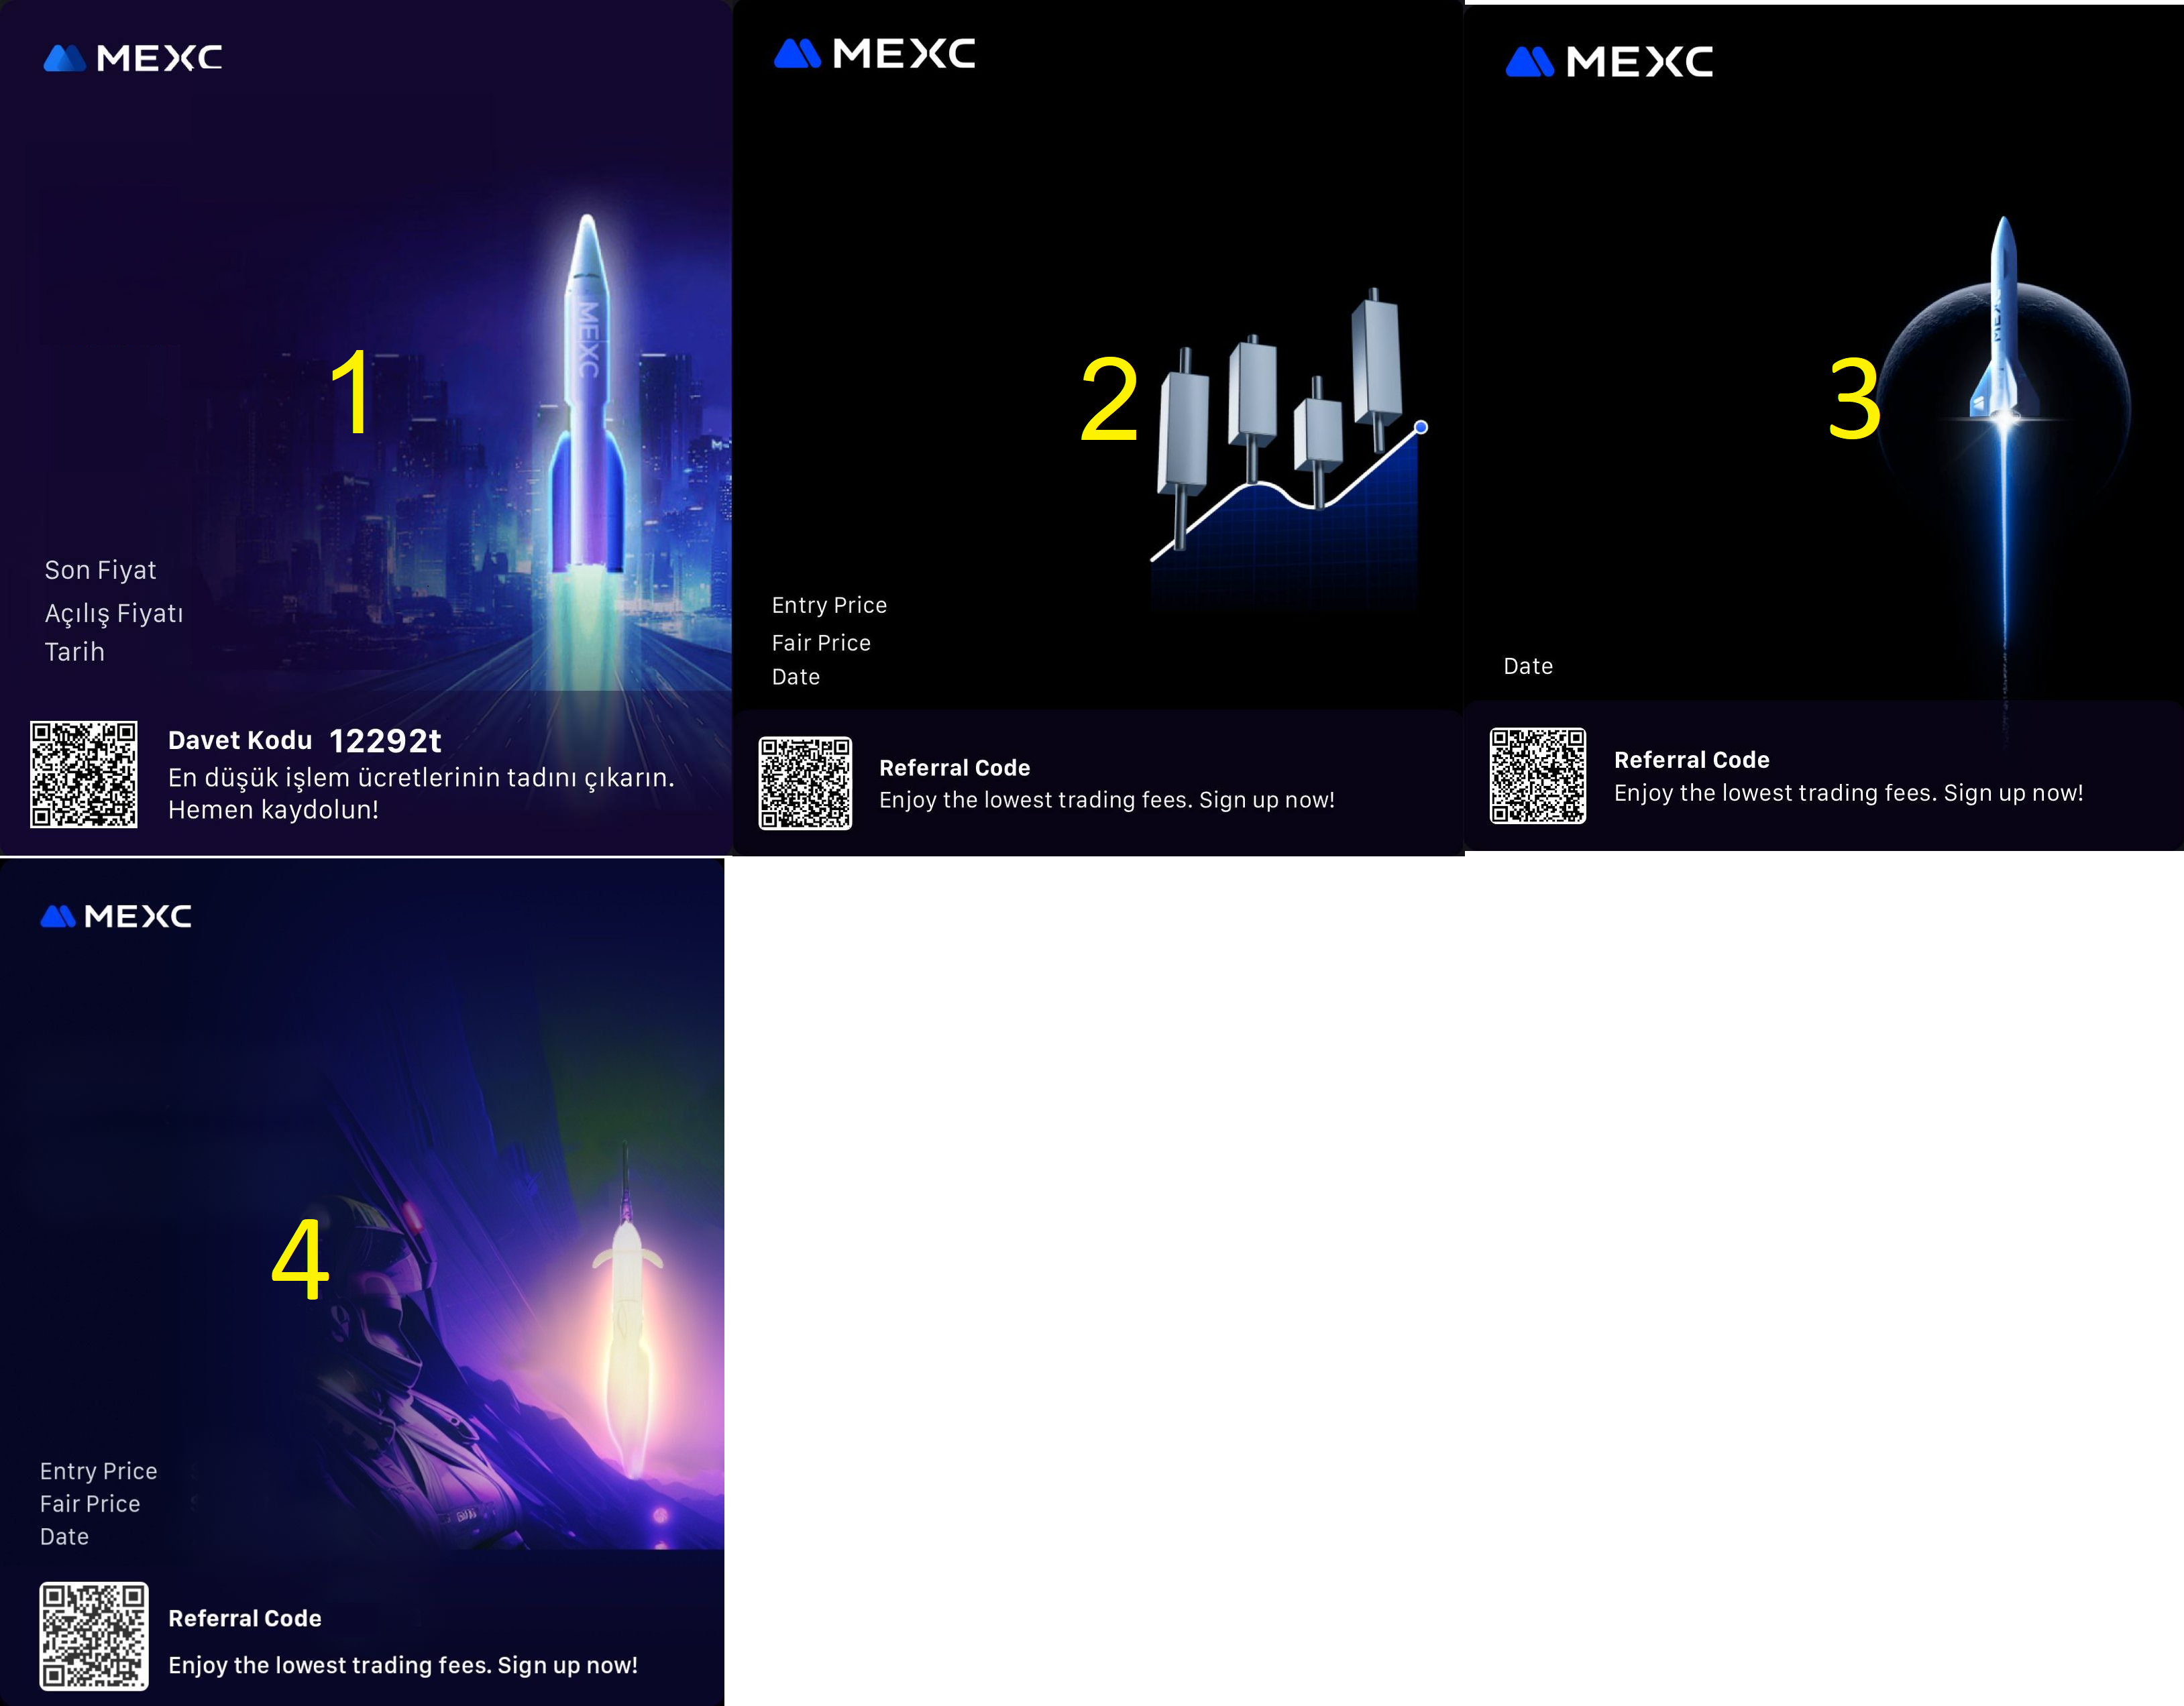 MEXC
MEXC
1
Son Fiyat
Açılış Fiyatı
Tarih
Davet Kodu 12292t
En düşük işlem ücretlerinin tadını çıkarın.
Hemen kaydolun!
MEXC
2
Entry Price
Fair Price
Date
Referral Code
Enjoy the lowest trading fees. Sign up now!
MEXC
MEXC
3
Date
Referral Code
Enjoy the lowest trading fees. Sign up now!
MEXC
4
Entry Price
Fair Price
Date
Referral Code
Enjoy the lowest trading fees. Sign up now!